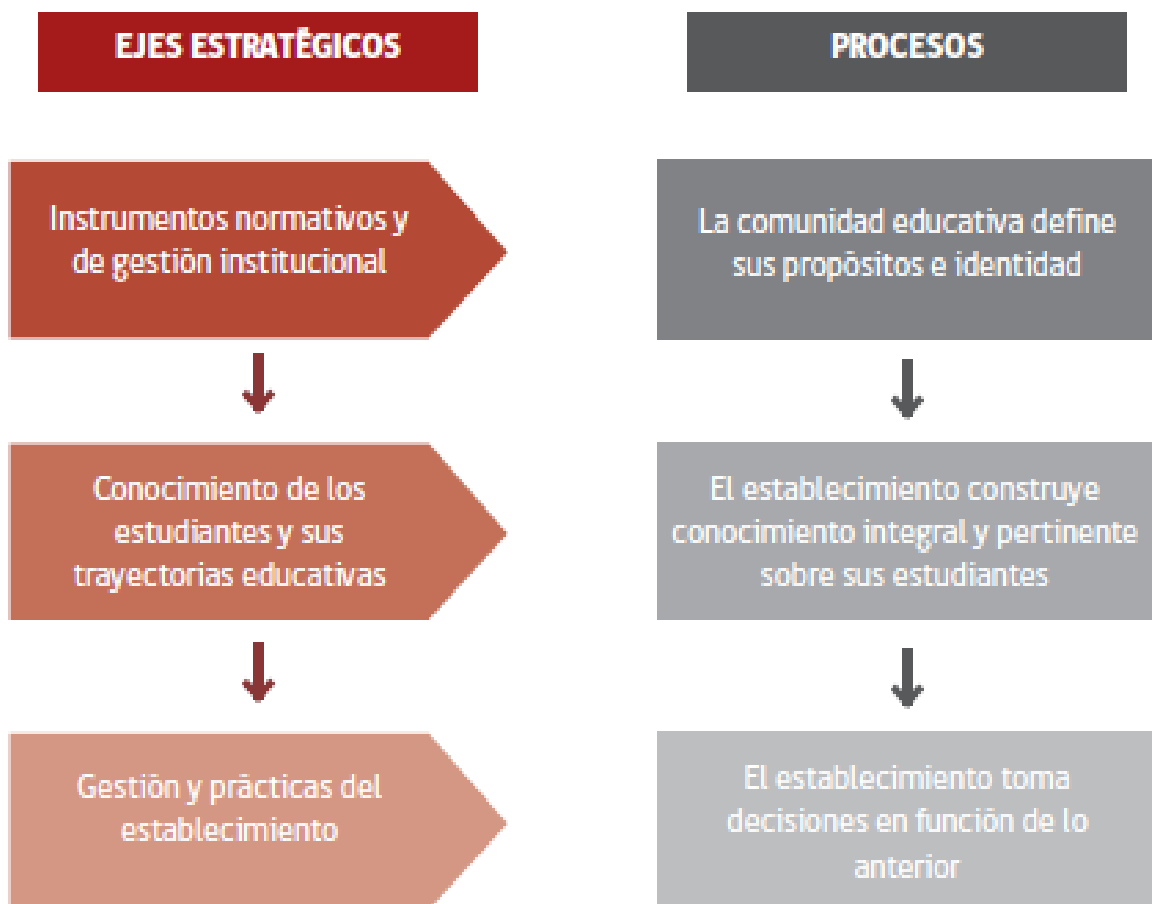 EJES ESTRATÉGICOS
PROCESOS
Instrumentos normativos y
de gestión institucional
La comunidad educativa define
sus propósitos e identidad
Conocimiento de los
estudiantes y sus
trayectorias educativas
El establecimiento construye
conocimiento integral y pertinente
sobre sus estudiantes
Gestión y prácticas del
establecimiento
El establecimiento toma
decisiones en función de lo
anterior